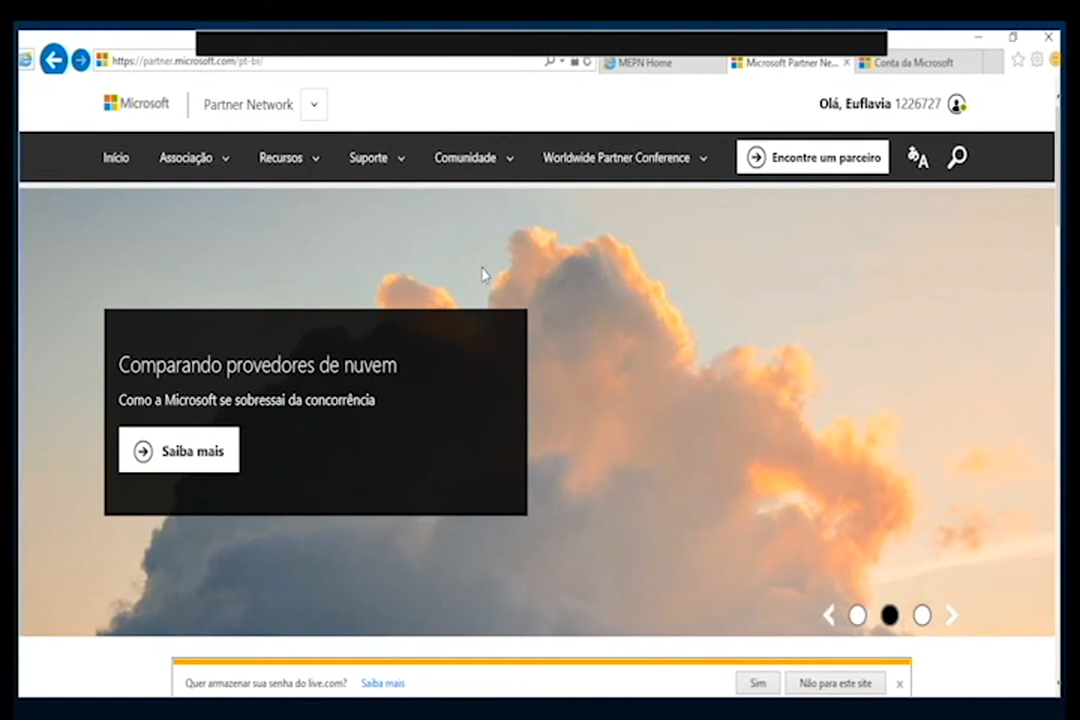 https://partner.microsoft.com/pt-br/
MEPN Home
Microsoft Partner Ne...
Conta da Microsoft
Microsoft
Partner Network
Olá, Euflavia 1226727
Início
Associação
Recursos
Suporte
Comunidade
Worldwide Partner Conference
Encontre um parceiro
Comparando provedores de nuvem
Como a Microsoft se sobressai da concorrência
Saiba mais
Quer armazenar sua senha do live.com? Saiba mais
Sim
Não para este site